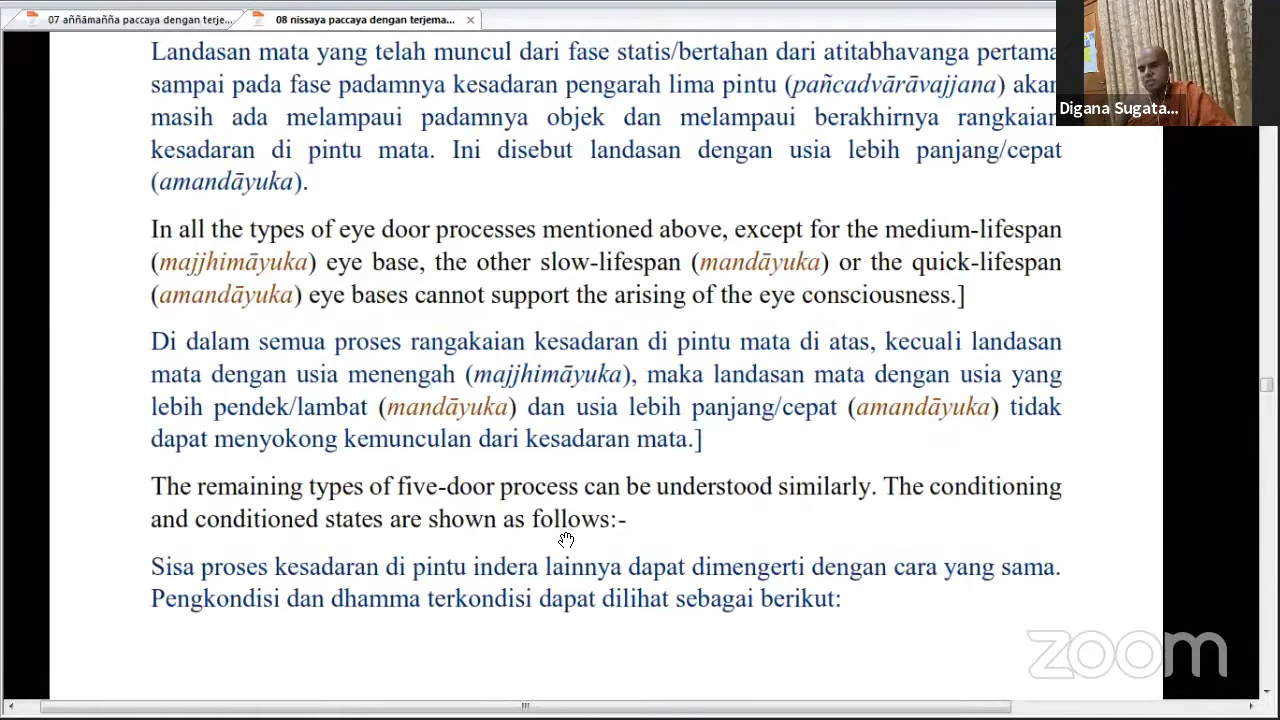 07 aññāmañña paccaya dengan terje...
08 nissaya paccaya dengan terjema...
Landasan mata yang telah muncul dari fase statis/bertahan dari atitabhavanga pertama
sampai pada fase padamnya kesadaran pengarah lima pintu (pañcadvārāvajjana) akan
masih ada melampaui padamnya objek dan melampaui berakhirnya rangkaian
kesadaran di pintu mata. Ini disebut landasan dengan usia lebih panjang/cepat
(amandāyuka).
Digana Sugata...
In all the types of eye door processes mentioned above, except for the medium-lifespan
(majjhimāyuka) eye base, the other slow-lifespan (mandāyuka) or the quick-lifespan
(amandāyuka) eye bases cannot support the arising of the eye consciousness.]
Di dalam semua proses rangakaian kesadaran di pintu mata di atas, kecuali landasan
mata dengan usia menengah (majjhimāyuka), maka landasan mata dengan usia yang
lebih pendek/lambat (mandāyuka) dan usia lebih panjang/cepat (amandāyuka) tidak
dapat menyokong kemunculan dari kesadaran mata.]
The remaining types of five-door process can be understood similarly. The conditioning
and conditioned states are shown as follows:-
Sisa proses kesadaran di pintu indera lainnya dapat dimengerti dengan cara yang sama.
Pengkondisi dan dhamma terkondisi dapat dilihat sebagai berikut:
zoom